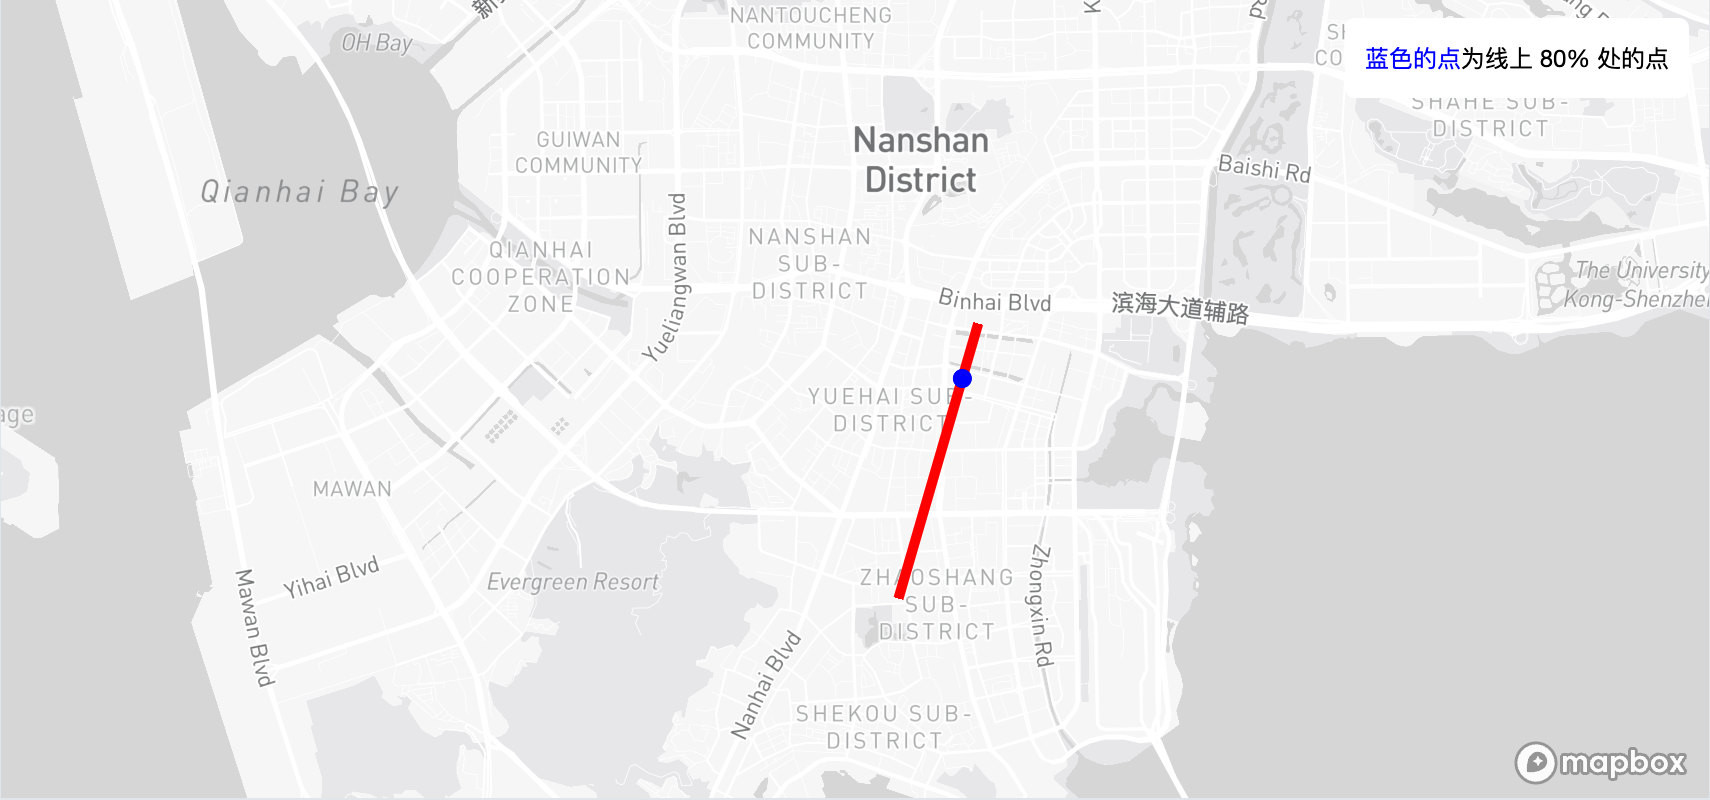 NANTOUCHENG
COMMUNITY
OH Bay
蓝色的点为线上 80% 处的点
SHAHE SUB-
DISTRICT
GUIWAN
COMMUNITY
Nanshan
District
Baishi Rd
Qianhai Bay
Yueliangwan Blvd
NANSHAN
SUB-
DISTRICT
QIANHAI
COOPERATION
ZONE
The University
Kong-Shenzhe
Binhai Blvd
滨海大道辅路
YUEHAI SUB-
DISTRICT
age
MAWAN
Yihai Blvd
Mawan Blvd
Evergreen Resort
ZHAOSHANG
SUB-
DISTRICT
Zhongxin Rd
Nanhai Blvd
SHEKOU SUB-
DISTRICT
mapbox